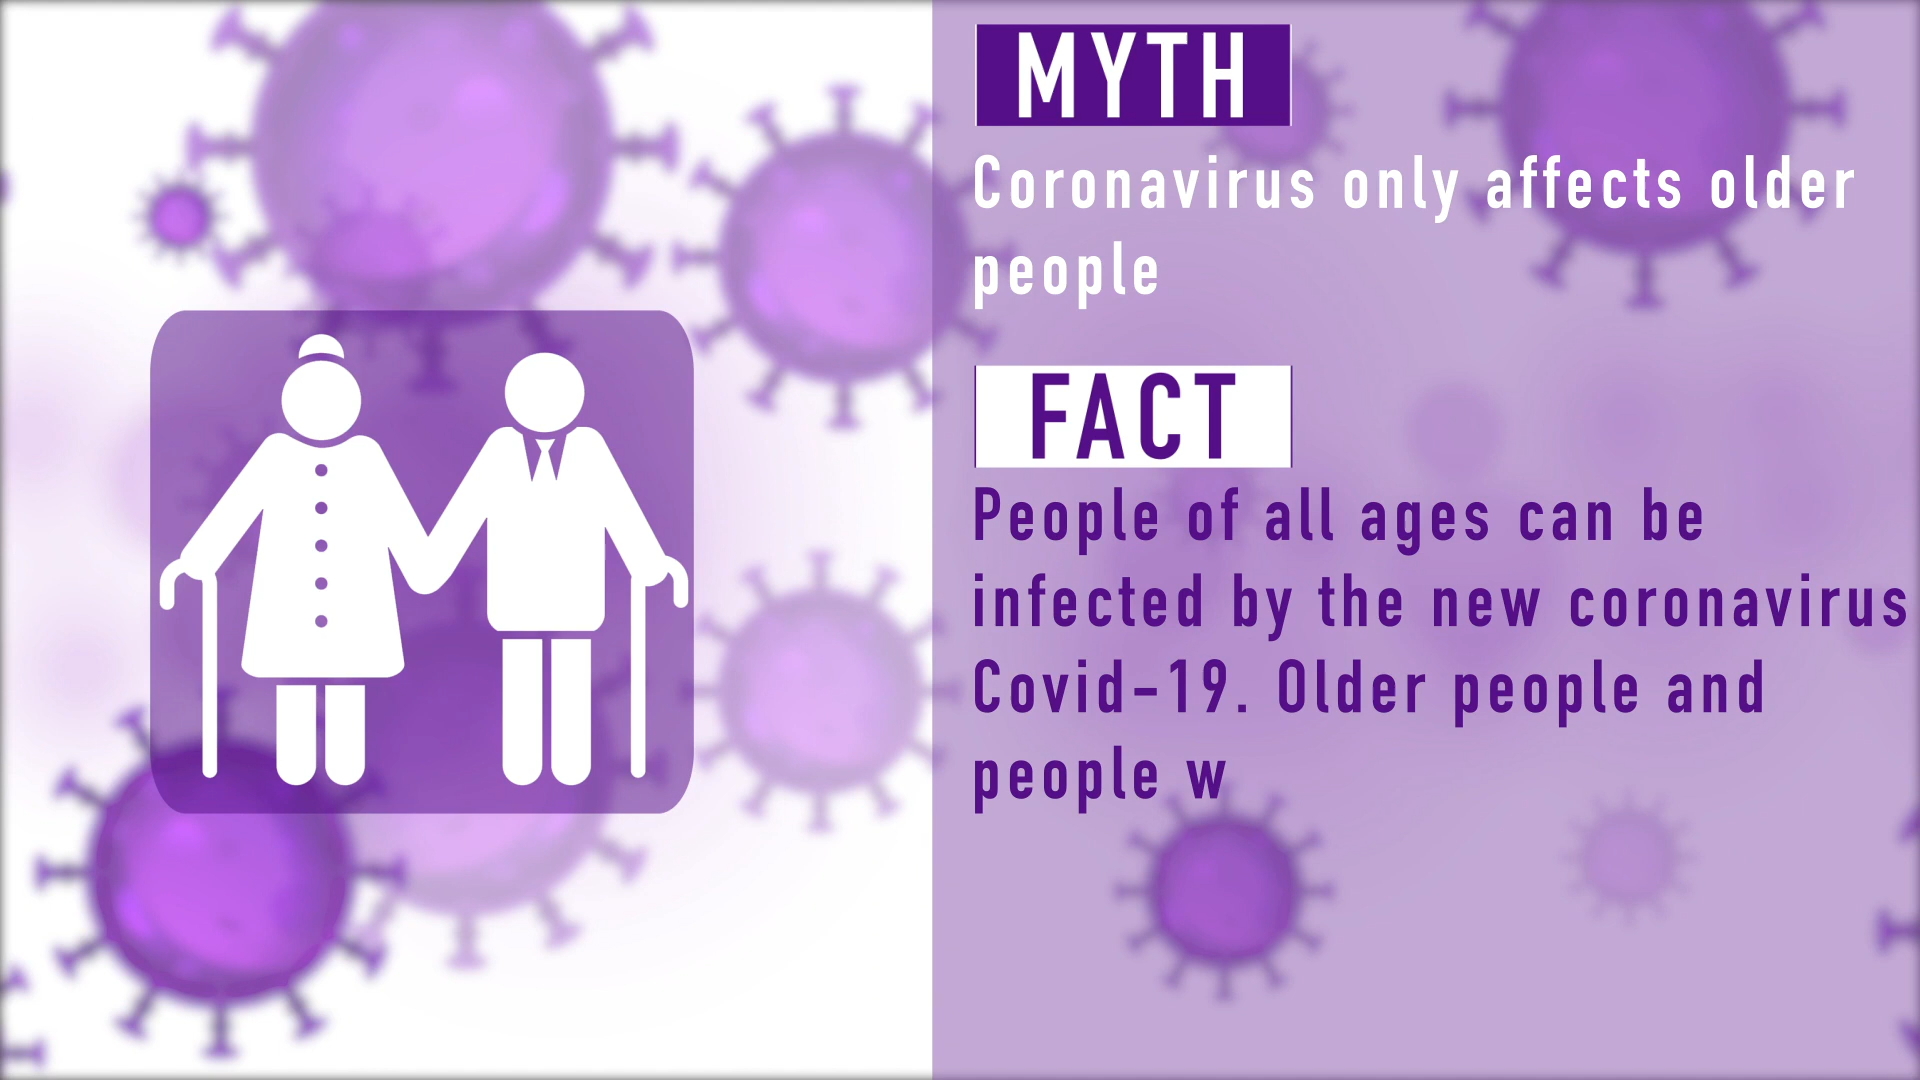 MYTH
Coronavirus only affects older
people
FACT
People of all ages can be
infected by the new coronavirus
Covid-19. Older people and
people w